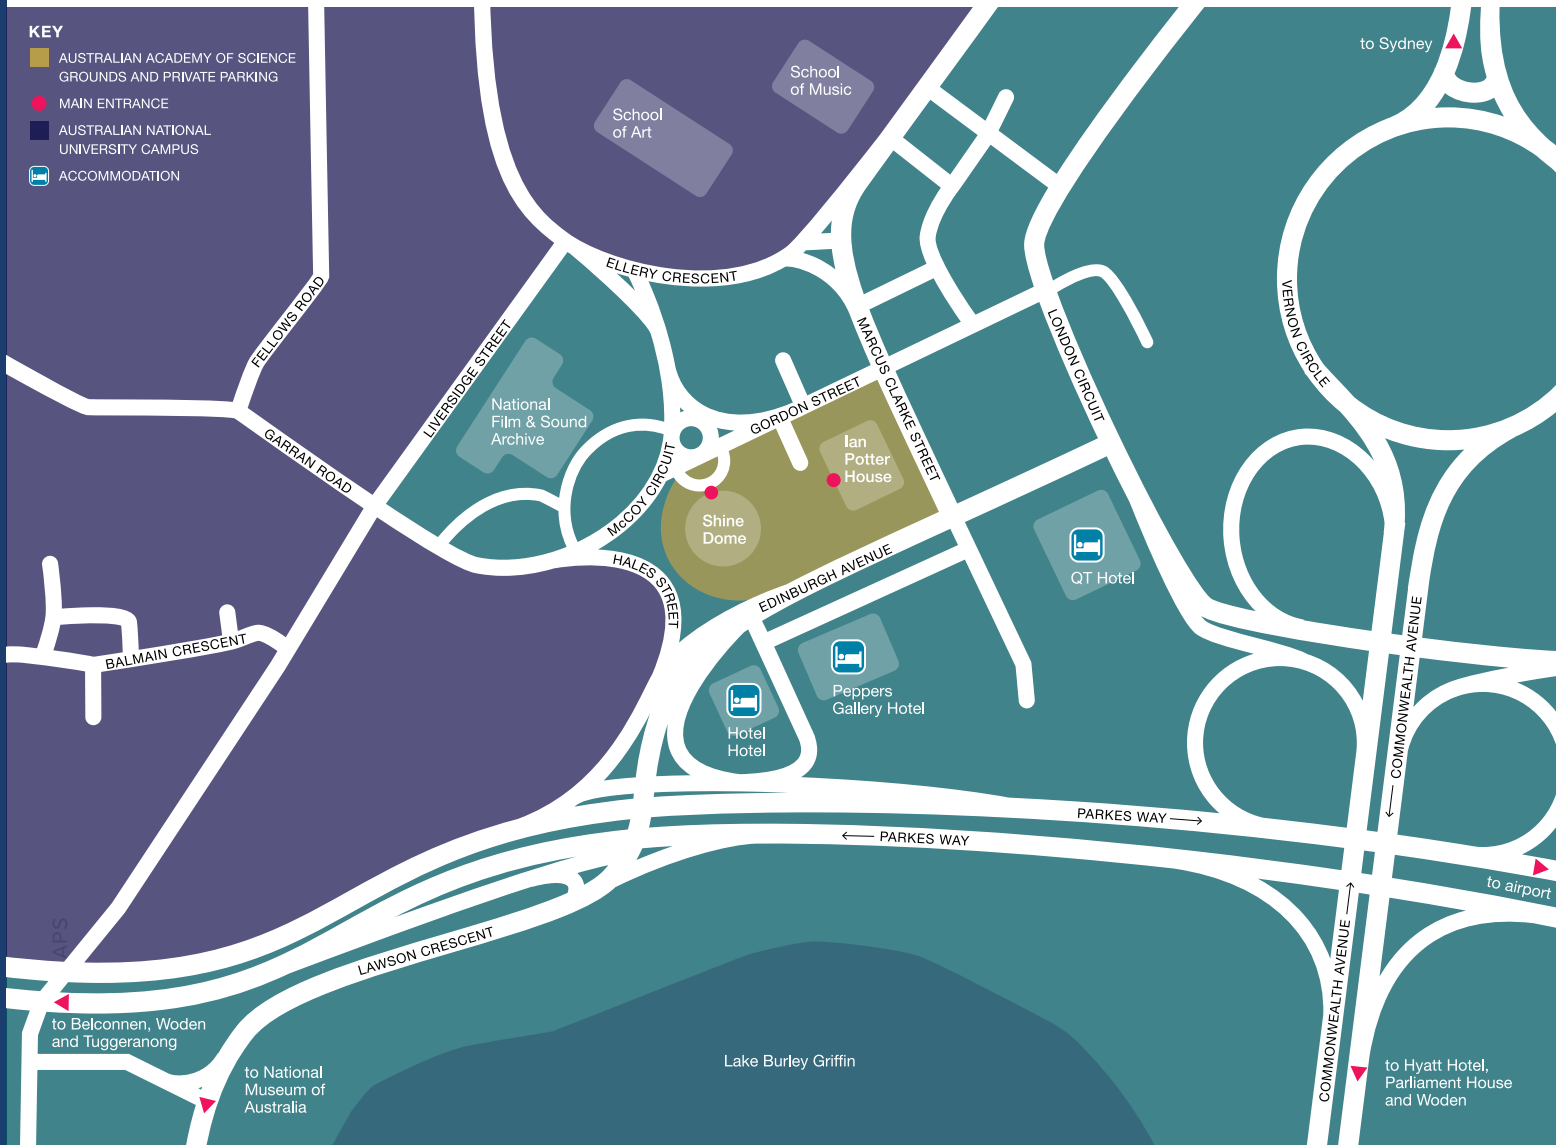 KEY
AUSTRALIAN ACADEMY OF SCIENCE
GROUNDS AND PRIVATE PARKING
MAIN ENTRANCE
AUSTRALIAN NATIONAL
UNIVERSITY CAMPUS
ACCOMMODATION
to Sydney
School
of Music
School
of Art
ELLERY CRESCENT
FELLOWS ROAD
LIVERSIDGE STREET
MARCUS CLARKE STREET
LONDON CIRCUIT
VERNON CIRCLE
National
Film & Sound
Archive
GORDON STREET
GARRAN ROAD
McCOY CIRCUIT
Ian
Potter
House
Shine
Dome
HALES STREET
EDINBURGH AVENUE
QT Hotel
BALMAIN CRESCENT
COMMONWEALTH AVENUE
Peppers
Gallery Hotel
Hotel
Hotel
PARKES WAY
PARKES WAY
to airport
LAWSON CRESCENT
APS
COMMONWEALTH AVENUE
to Belconnen, Woden
and Tuggeranong
to National
Museum of
Australia
Lake Burley Griffin
to Hyatt Hotel,
Parliament House
and Woden